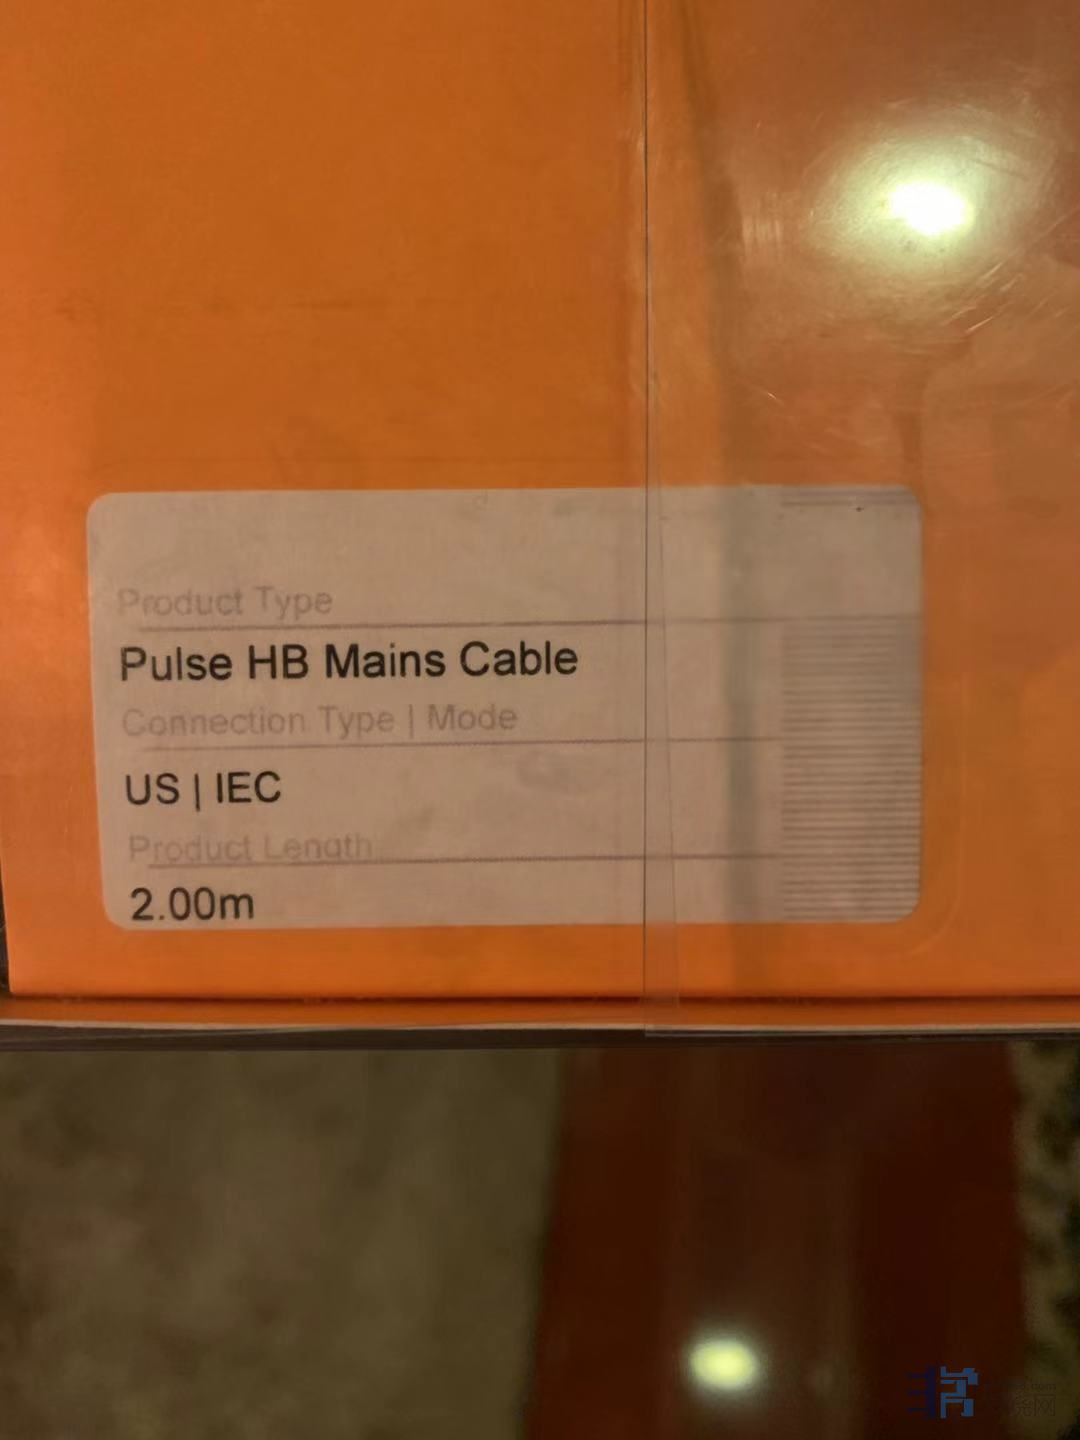 Product Type
Pulse HB Mains Cable
Connection Type | Mode
US | IEC
Product Length
2.00m